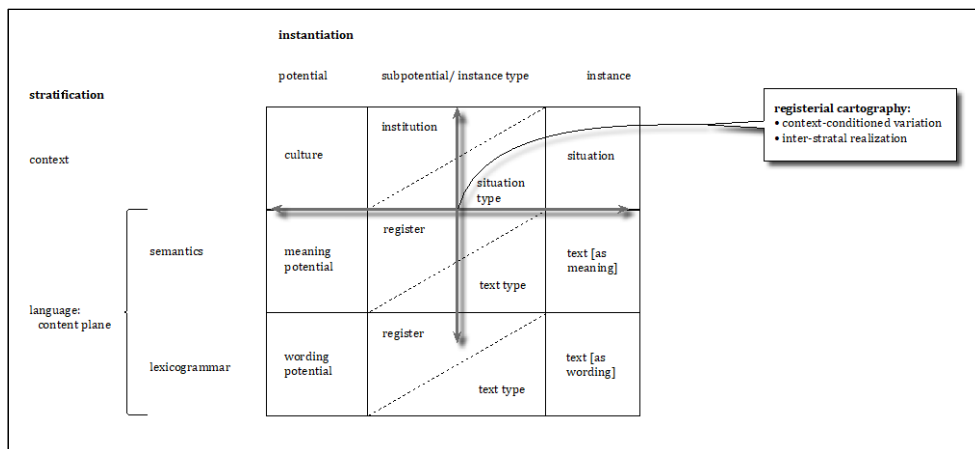 instantiation
potential
subpotential/ instance type
instance
stratification
registerial cartography:
• context-conditioned variation
• inter-stratal realization
context
culture
institution
situation
type
situation
semantics
meaning
potential
register
text type
text [as
meaning]
language:
content plane
lexicogrammar
wording
potential
register
text type
text [as
wording]